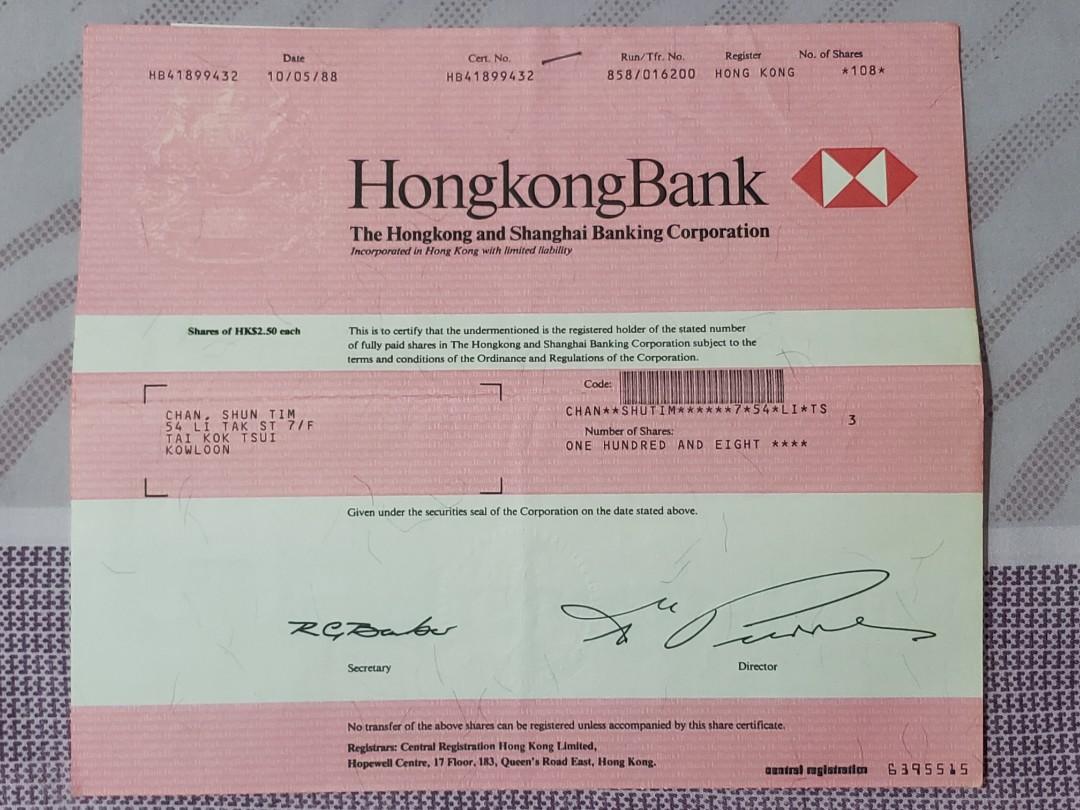 Date Cert. No. Run/Tfr. No. Register No. of Shares
HB41899432 10/05/88 HB41899432 858/016200 HONG KONG *108*
HongkongBank
The Hongkong and Shanghai Banking Corporation
Incorporated in Hong Kong with limited liability
Shares of HK$2.50 each
This is to certify that the undermentioned is the registered holder of the stated number
of fully paid shares in The Hongkong and Shanghai Banking Corporation subject to the
terms and conditions of the Ordinance and Regulations of the Corporation.
CHAN, SHUN TIM
54 LI TAK ST 7/F
TAI KOK TSUI
KOWLOON
Code:
CHAN**SHUTIM******7*54*LI*TS
3
Number of Shares:
ONE HUNDRED AND EIGHT ****
Given under the securities seal of the Corporation on the date stated above.
Secretary
Director
No transfer of the above shares can be registered unless accompanied by this share certificate.
Registrars: Central Registration Hong Kong Limited,
Hopewell Centre, 17 Floor, 183, Queen's Road East, Hong Kong.
central registration 6395515